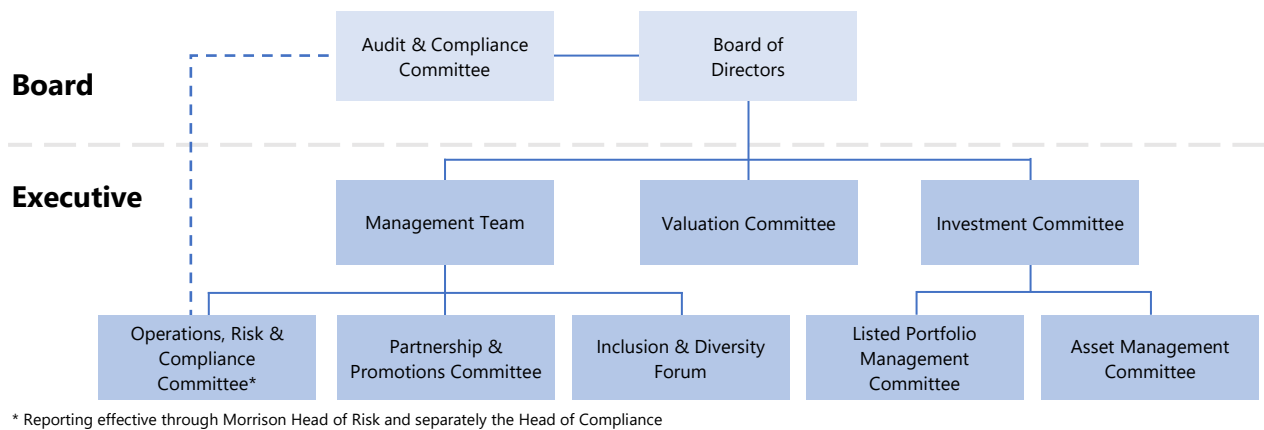 Board
Audit & Compliance
Committee
Board of
Directors
Executive
Management Team
Valuation Committee
Investment Committee
Operations, Risk &
Compliance
Committee*
Partnership &
Promotions Committee
Inclusion & Diversity
Forum
Listed Portfolio
Management
Committee
Asset Management
Committee
* Reporting effective through Morrison Head of Risk and separately the Head of Compliance